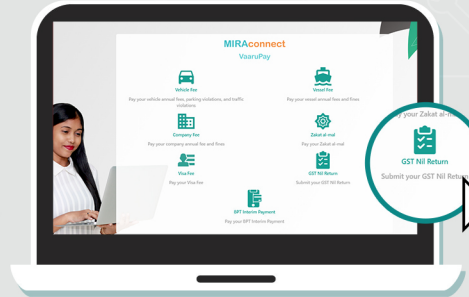 MIRAconnect
VaaruPay
Vehicle Fee
Pay your vehicle annual fees, parking violations, and traffic
violations
Vessel Fee
Pay your vessel annual fees and fines
Company Fee
Pay your company annual fee and fines
Zakat al-mal
Pay your Zakat al-mal
Visa Fee
Pay your Visa Fee
GST Nil Return
Submit your GST Nil Return
BPT Interim Payment
Pay your BPT Interim Payment
your Zakat al-m
GST Nil Return
Submit your GST Nil Return